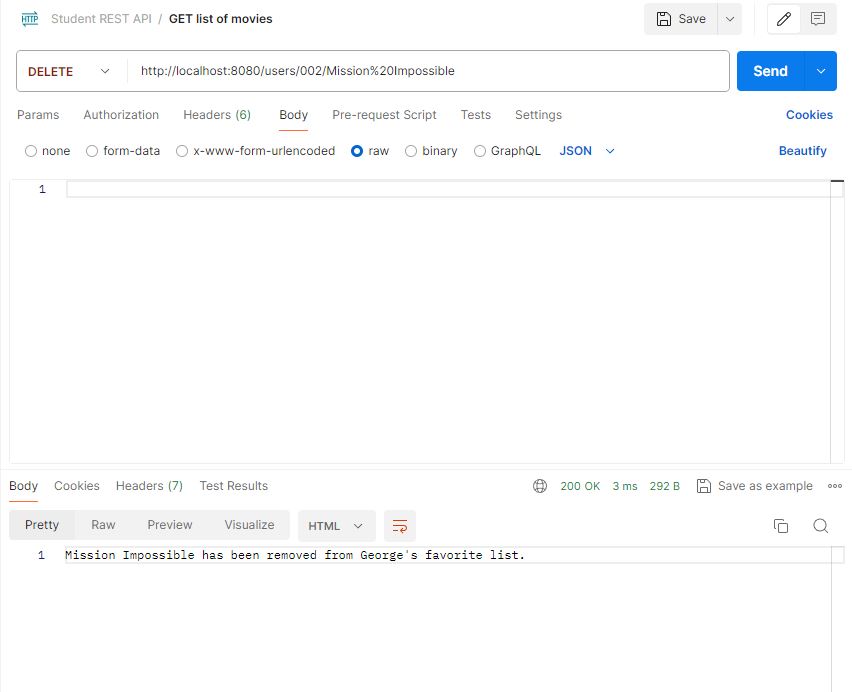 HTTP Student REST API / GET list of movies Save
DELETE http://localhost:8080/users/002/Mission%20Impossible Send
Params Authorization Headers (6) Body Pre-request Script Tests Settings Cookies
none form-data x-www-form-urlencoded raw binary GraphQL JSON Beautify
1
Body Cookies Headers (7) Test Results 200 OK 3 ms 292 B Save as example
Pretty Raw Preview Visualize HTML
1 Mission Impossible has been removed from George's favorite list.